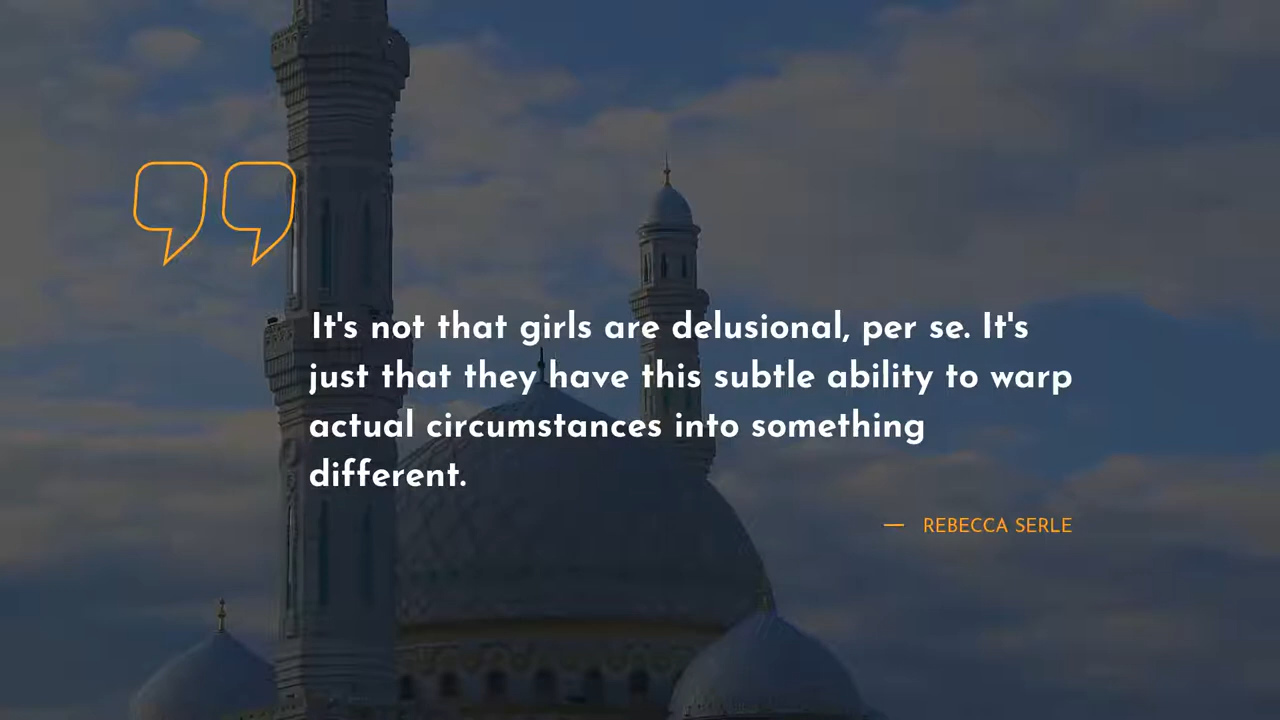 It's not that girls are delusional, per se. It's
just that they have this subtle ability to warp
actual circumstances into something
different.
— REBECCA SERLE